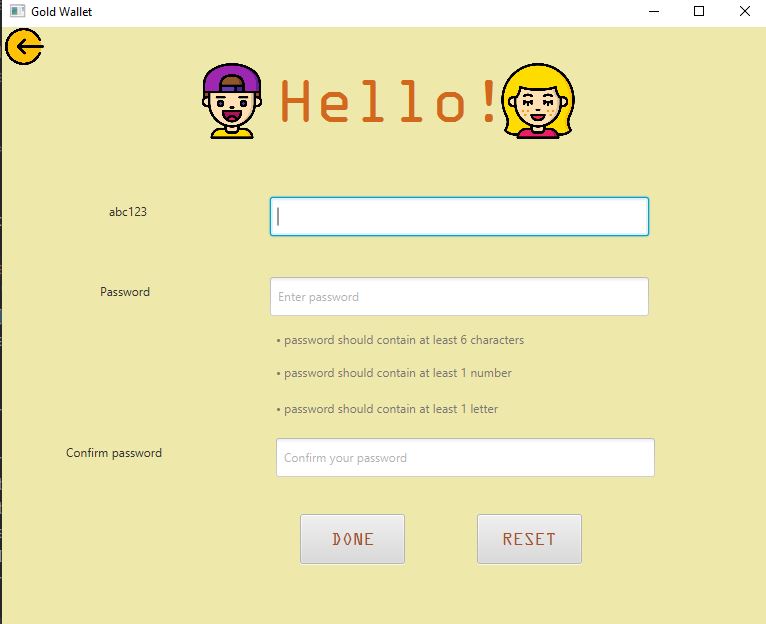 Gold Wallet
Hello!
abc123
Password
Enter password
• password should contain at least 6 characters
• password should contain at least 1 number
• password should contain at least 1 letter
Confirm password
Confirm your password
DONE
RESET